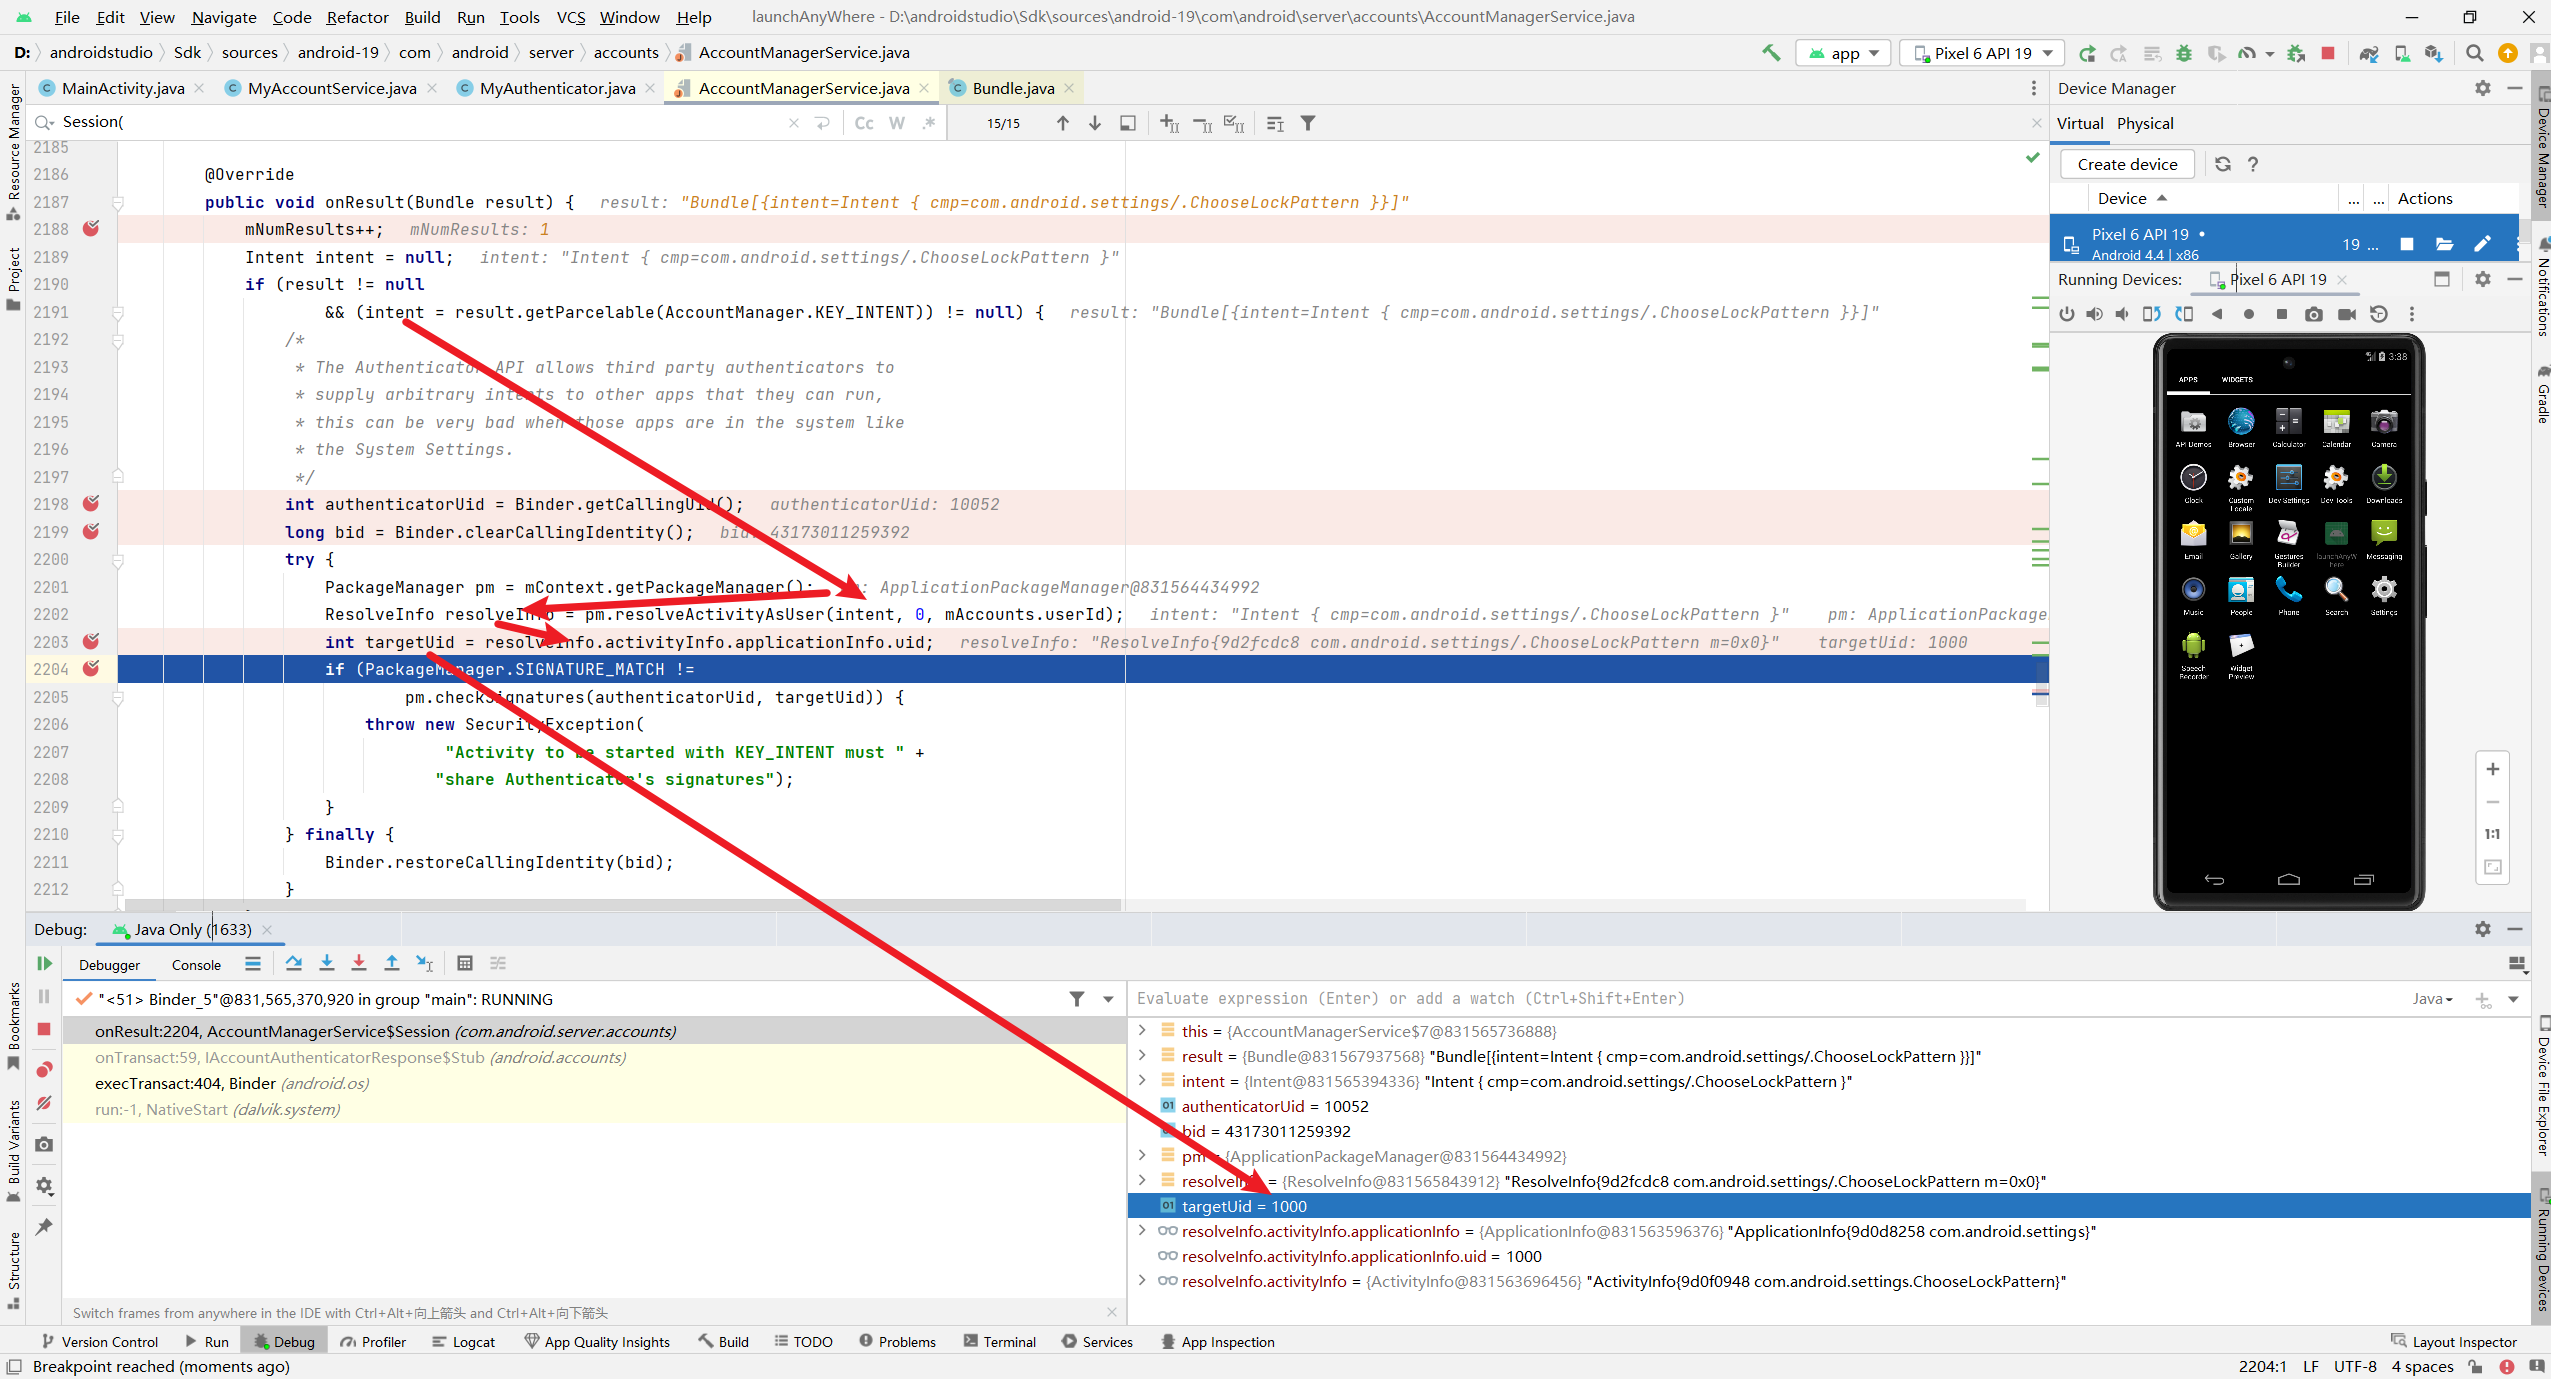 File Edit View Navigate Code Refactor Build Run Tools VCS Window Help launchAnyWhere - D:\androidstudio\Sdk\sources\android-19\com\android\server\accounts\AccountManagerService.java
D: androidstudio Sdk sources android-19 com android server accounts AccountManagerService.java app Pixel 6 API 19
MainActivity.java MyAccountService.java MyAuthenticator.java AccountManagerService.java Bundle.java
Session( Cc W .* 15/15
2185
2186 @Override
2187 public void onResult(Bundle result) { result: "Bundle[{intent=Intent { cmp=com.android.settings/.ChooseLockPattern }}]"
2188 mNumResults++; mNumResults: 1
2189 Intent intent = null; intent: "Intent { cmp=com.android.settings/.ChooseLockPattern }"
2190 if (result != null
2191 && (intent = result.getParcelable(AccountManager.KEY_INTENT)) != null) { result: "Bundle[{intent=Intent { cmp=com.android.settings/.ChooseLockPattern }}]"
2192 /*
2193 * The Authenticator API allows third party authenticators to
2194 * supply arbitrary intents to other apps that they can run,
2195 * this can be very bad when those apps are in the system like
2196 * the System Settings.
2197 */
2198 int authenticatorUid = Binder.getCallingUid(); authenticatorUid: 10052
2199 long bid = Binder.clearCallingIdentity(); bid: 43173011259392
2200 try {
2201 PackageManager pm = mContext.getPackageManager(); : ApplicationPackageManager@831564434992
2202 ResolveInfo resolveInfo = pm.resolveActivityAsUser(intent, 0, mAccounts.userId); intent: "Intent { cmp=com.android.settings/.ChooseLockPattern }" pm: ApplicationPackage
2203 int targetUid = resolveInfo.activityInfo.applicationInfo.uid; resolveInfo: "ResolveInfo{9d2fcdc8 com.android.settings/.ChooseLockPattern m=0x0}" targetUid: 1000
2204 if (PackageManager.SIGNATURE_MATCH !=
2205 pm.checkSignatures(authenticatorUid, targetUid)) {
2206 throw new SecurityException(
2207 "Activity to be started with KEY_INTENT must " +
2208 "share Authenticator's signatures");
2209 }
2210 } finally {
2211 Binder.restoreCallingIdentity(bid);
2212 }
Resource Manager
Project
Bookmarks
Build Variants
Structure
Device Manager
Virtual Physical
Create device ?
Device ... ... Actions
Pixel 6 API 19 • 19 ...
Android 4.4 | x86
Running Devices: Pixel 6 API 19
3:38
APPS WIDGETS
API Demos Browser Calculator Calendar Camera
Clock Custom Locale Dev Settings Dev Tools Downloads
Email Gallery Gestures Builder launchAnyWhere Messaging
Music People Phone Search Settings
Speech Recorder Widget Preview
1:1
Device Manager
Notifications
Gradle
Device File Explorer
Running Devices
Debug: Java Only (1633)
Debugger Console
"<51> Binder_5"@831,565,370,920 in group "main": RUNNING
onResult:2204, AccountManagerService$Session (com.android.server.accounts)
onTransact:59, IAccountAuthenticatorResponse$Stub (android.accounts)
execTransact:404, Binder (android.os)
run:-1, NativeStart (dalvik.system)
Switch frames from anywhere in the IDE with Ctrl+Alt+向上箭头 and Ctrl+Alt+向下箭头
Evaluate expression (Enter) or add a watch (Ctrl+Shift+Enter) Java
this = {AccountManagerService$7@831565736888}
result = {Bundle@831567937568} "Bundle[{intent=Intent { cmp=com.android.settings/.ChooseLockPattern }}]"
intent = {Intent@831565394336} "Intent { cmp=com.android.settings/.ChooseLockPattern }"
authenticatorUid = 10052
bid = 43173011259392
pm = {ApplicationPackageManager@831564434992}
resolveInfo = {ResolveInfo@831565843912} "ResolveInfo{9d2fcdc8 com.android.settings/.ChooseLockPattern m=0x0}"
targetUid = 1000
resolveInfo.activityInfo.applicationInfo = {ApplicationInfo@831563596376} "ApplicationInfo{9d0d8258 com.android.settings}"
resolveInfo.activityInfo.applicationInfo.uid = 1000
resolveInfo.activityInfo = {ActivityInfo@831563696456} "ActivityInfo{9d0f0948 com.android.settings.ChooseLockPattern}"
Version Control Run Debug Profiler Logcat App Quality Insights Build TODO Problems Terminal Services App Inspection Layout Inspector
Breakpoint reached (moments ago) 2204:1 LF UTF-8 4 spaces